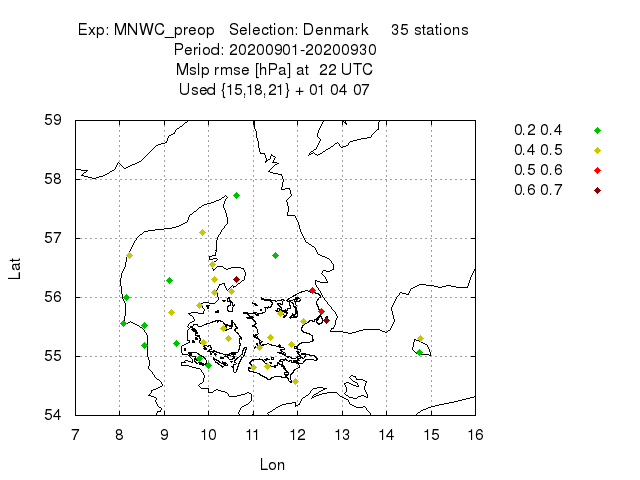 Exp: MNWC_preop   Selection: Denmark     35 stations
Period: 20200901-20200930
Mslp rmse [hPa] at  22 UTC
Used {15,18,21} + 01 04 07
0.2 0.4
0.4 0.5
0.5 0.6
0.6 0.7
59
58
57
56
55
54
Lat
7 8 9 10 11 12 13 14 15 16
Lon